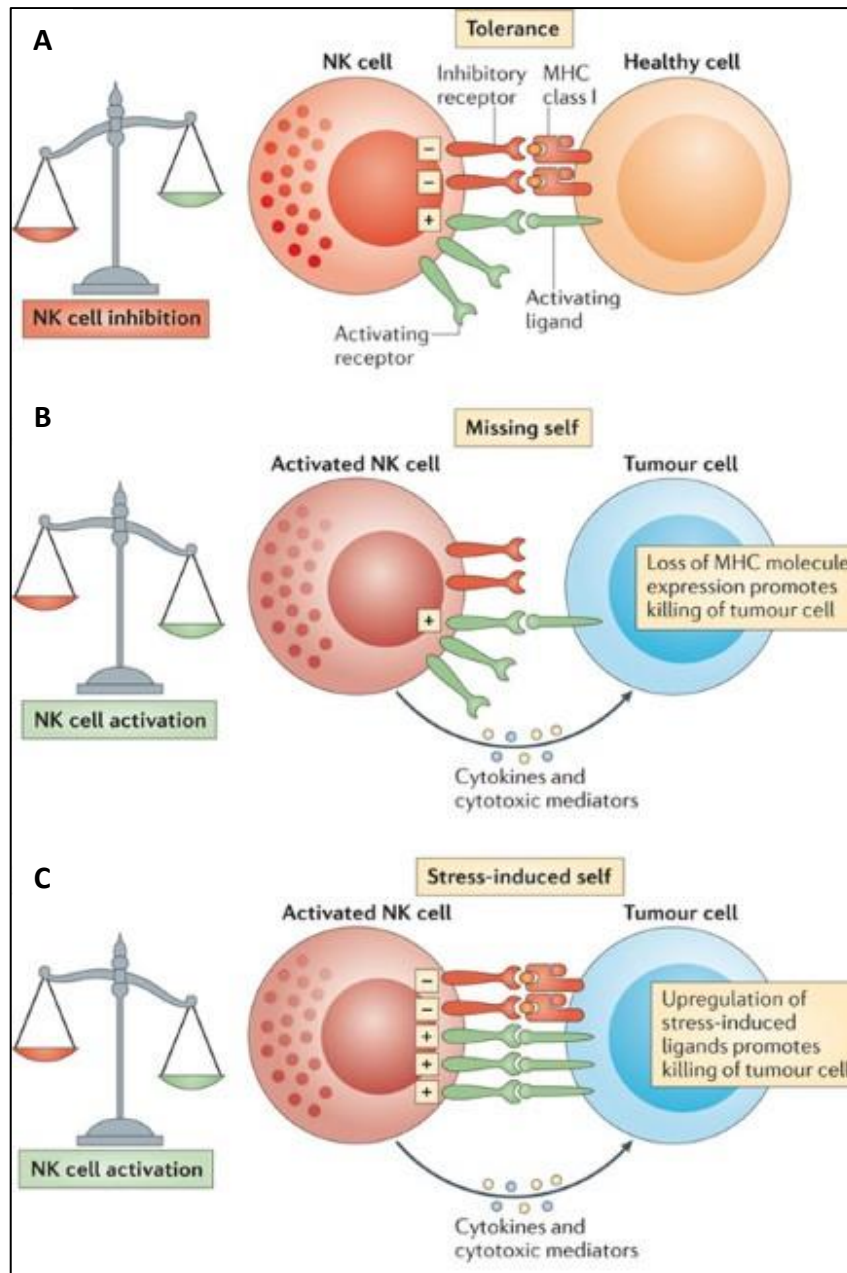 A
Tolerance
NK cell
Inhibitory
receptor
MHC
class I
Healthy cell
−
−
+
NK cell inhibition
Activating
receptor
Activating
ligand
B
Missing self
Activated NK cell
Tumour cell
Loss of MHC molecule
expression promotes
killing of tumour cell
+
NK cell activation
Cytokines and
cytotoxic mediators
C
Stress-induced self
Activated NK cell
Tumour cell
−
−
+
+
+
Upregulation of
stress-induced
ligands promotes
killing of tumour cell
NK cell activation
Cytokines and
cytotoxic mediators